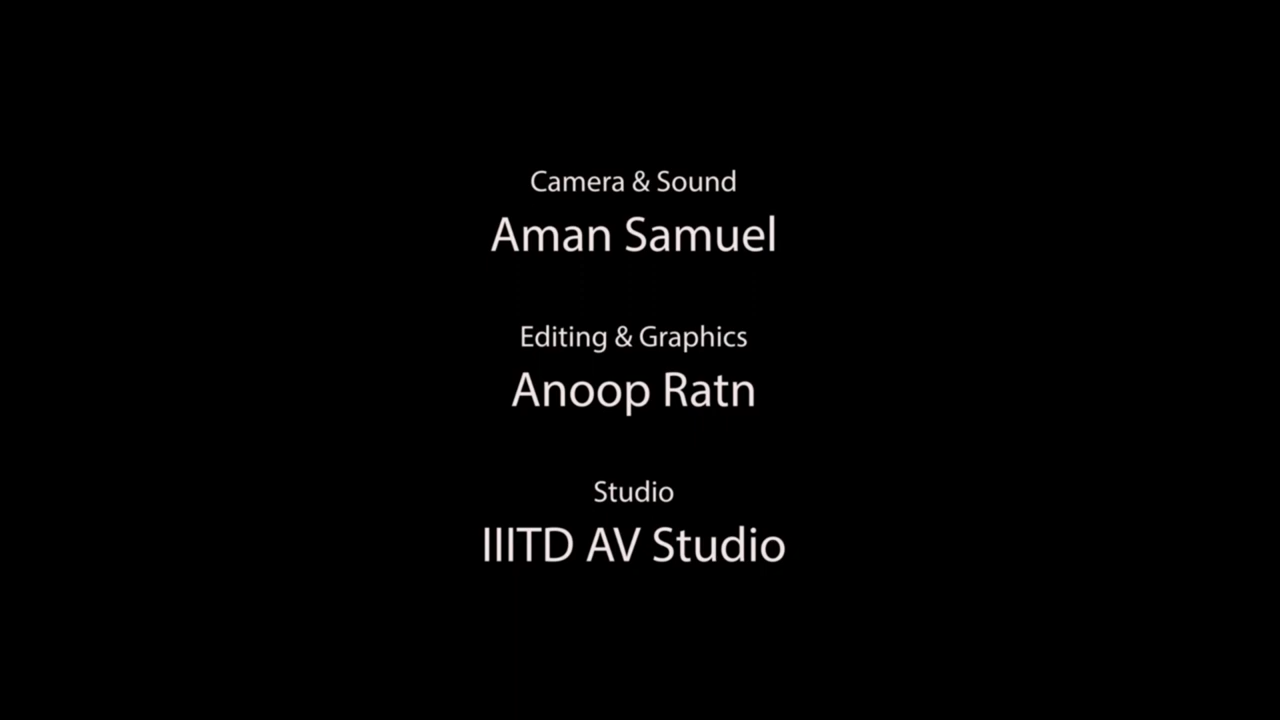 Camera & Sound
Aman Samuel
Editing & Graphics
Anoop Ratn
Studio
IIITD AV Studio